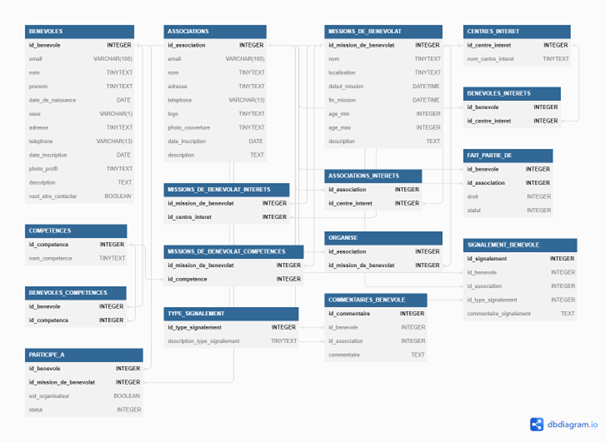 BENEVOLES
id_benevole INTEGER
email VARCHAR(100)
nom TINYTEXT
prenom TINYTEXT
date_de_naissance DATE
sexe VARCHAR(1)
adresse TINYTEXT
telephone VARCHAR(13)
date_inscription DATE
photo_profil TINYTEXT
description TEXT
veut_etre_contacter BOOLEAN
ASSOCIATIONS
id_association INTEGER
email VARCHAR(100)
nom TINYTEXT
adresse TINYTEXT
telephone VARCHAR(13)
logo TINYTEXT
photo_couverture TINYTEXT
date_inscription DATE
description TEXT
MISSIONS_DE_BENEVOLAT
id_mission_de_benevolat INTEGER
nom TINYTEXT
localisation TINYTEXT
debut_mission DATETIME
fin_mission DATETIME
age_min INTEGER
age_max INTEGER
description TEXT
CENTRES_INTERET
id_centre_interet INTEGER
nom_centre_interet TINYTEXT
BENEVOLES_INTERETS
id_benevole INTEGER
id_centre_interet INTEGER
FAIT_PARTIE_DE
id_benevole INTEGER
id_association INTEGER
droit INTEGER
statut INTEGER
MISSIONS_DE_BENEVOLAT_INTERETS
id_mission_de_benevolat INTEGER
id_centre_interet INTEGER
ASSOCIATIONS_INTERETS
id_association INTEGER
id_centre_interet INTEGER
COMPETENCES
id_competence INTEGER
nom_competence TINYTEXT
MISSIONS_DE_BENEVOLAT_COMPETENCES
id_mission_de_benevolat INTEGER
id_competence INTEGER
ORGANISE
id_association INTEGER
id_mission_de_benevolat INTEGER
SIGNALEMENT_BENEVOLE
id_signalement INTEGER
id_benevole INTEGER
id_association INTEGER
id_type_signalement INTEGER
commentaire_signalement TEXT
BENEVOLES_COMPETENCES
id_benevole INTEGER
id_competence INTEGER
TYPE_SIGNALEMENT
id_type_signalement INTEGER
description_type_signalement TINYTEXT
COMMENTAIRES_BENEVOLE
id_commentaire INTEGER
id_benevole INTEGER
id_association INTEGER
commentaire TEXT
PARTICIPE_A
id_benevole INTEGER
id_mission_de_benevolat INTEGER
est_organisateur BOOLEAN
statut INTEGER
dbdiagram.io